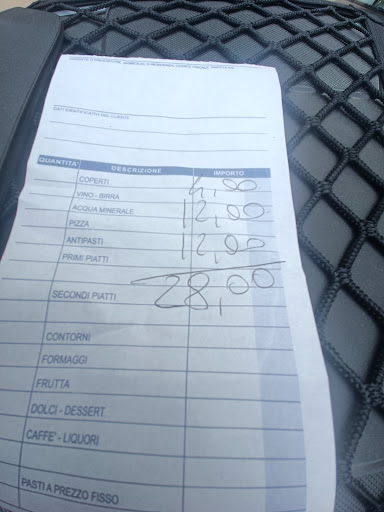 DATI IDENTIFICATIVI DEL CLIENTE
QUANTITA' DESCRIZIONE IMPORTO
COPERTI 4,00
VINO - BIRRA
ACQUA MINERALE 12,00
PIZZA
ANTIPASTI 12,00
PRIMI PIATTI
SECONDI PIATTI 28,00
CONTORNI
FORMAGGI
FRUTTA
DOLCI - DESSERT
CAFFE' - LIQUORI
PASTI A PREZZO FISSO